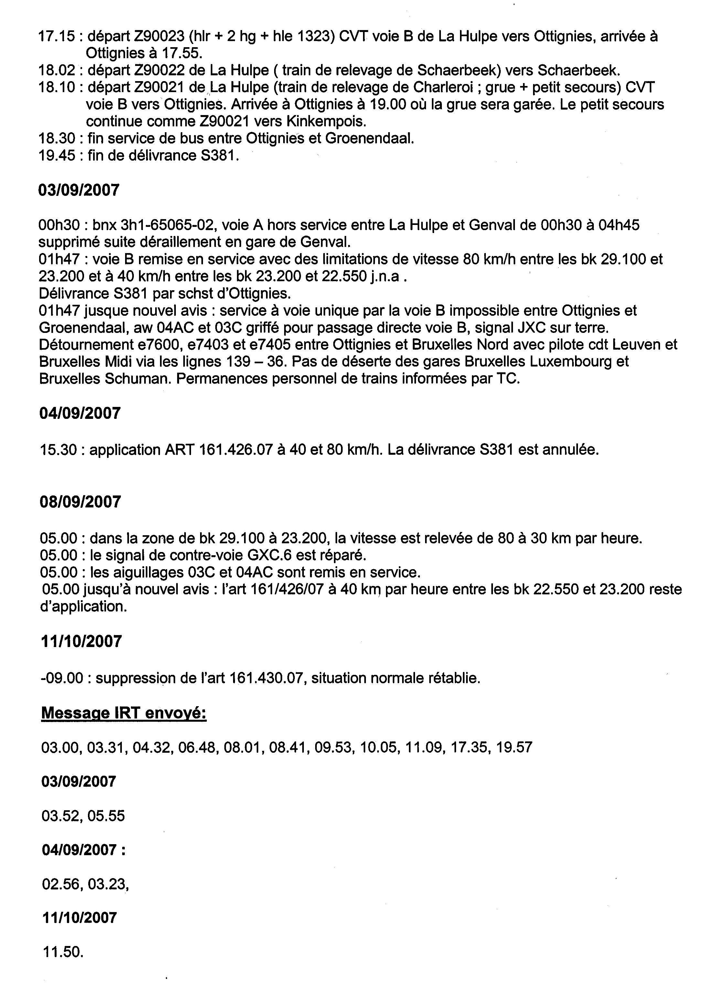 17.15 : départ Z90023 (hlr + 2 hg + hle 1323) CVT voie B de La Hulpe vers Ottignies, arrivée à
Ottignies à 17.55.
18.02 : départ Z90022 de La Hulpe ( train de relevage de Schaerbeek) vers Schaerbeek.
18.10 : départ Z90021 de La Hulpe (train de relevage de Charleroi ; grue + petit secours) CVT
voie B vers Ottignies. Arrivée à Ottignies à 19.00 où la grue sera garée. Le petit secours
continue comme Z90021 vers Kinkempois.
18.30 : fin service de bus entre Ottignies et Groenendaal.
19.45 : fin de délivrance S381.
03/09/2007
00h30 : bnx 3h1-65065-02, voie A hors service entre La Hulpe et Genval de 00h30 à 04h45
supprimé suite déraillement en gare de Genval.
01h47 : voie B remise en service avec des limitations de vitesse 80 km/h entre les bk 29.100 et
23.200 et à 40 km/h entre les bk 23.200 et 22.550 j.n.a .
Délivrance S381 par schst d'Ottignies.
01h47 jusque nouvel avis : service à voie unique par la voie B impossible entre Ottignies et
Groenendaal, aw 04AC et 03C griffé pour passage directe voie B, signal JXC sur terre.
Détournement e7600, e7403 et e7405 entre Ottignies et Bruxelles Nord avec pilote cdt Leuven et
Bruxelles Midi via les lignes 139 – 36. Pas de déserte des gares Bruxelles Luxembourg et
Bruxelles Schuman. Permanences personnel de trains informées par TC.
04/09/2007
15.30 : application ART 161.426.07 à 40 et 80 km/h. La délivrance S381 est annulée.
08/09/2007
05.00 : dans la zone de bk 29.100 à 23.200, la vitesse est relevée de 80 à 30 km par heure.
05.00 : le signal de contre-voie GXC.6 est réparé.
05.00 : les aiguillages 03C et 04AC sont remis en service.
05.00 jusqu'à nouvel avis : l'art 161/426/07 à 40 km par heure entre les bk 22.550 et 23.200 reste
d'application.
11/10/2007
-09.00 : suppression de l'art 161.430.07, situation normale rétablie.
Message IRT envoyé:
03.00, 03.31, 04.32, 06.48, 08.01, 08.41, 09.53, 10.05, 11.09, 17.35, 19.57
03/09/2007
03.52, 05.55
04/09/2007 :
02.56, 03.23,
11/10/2007
11.50.